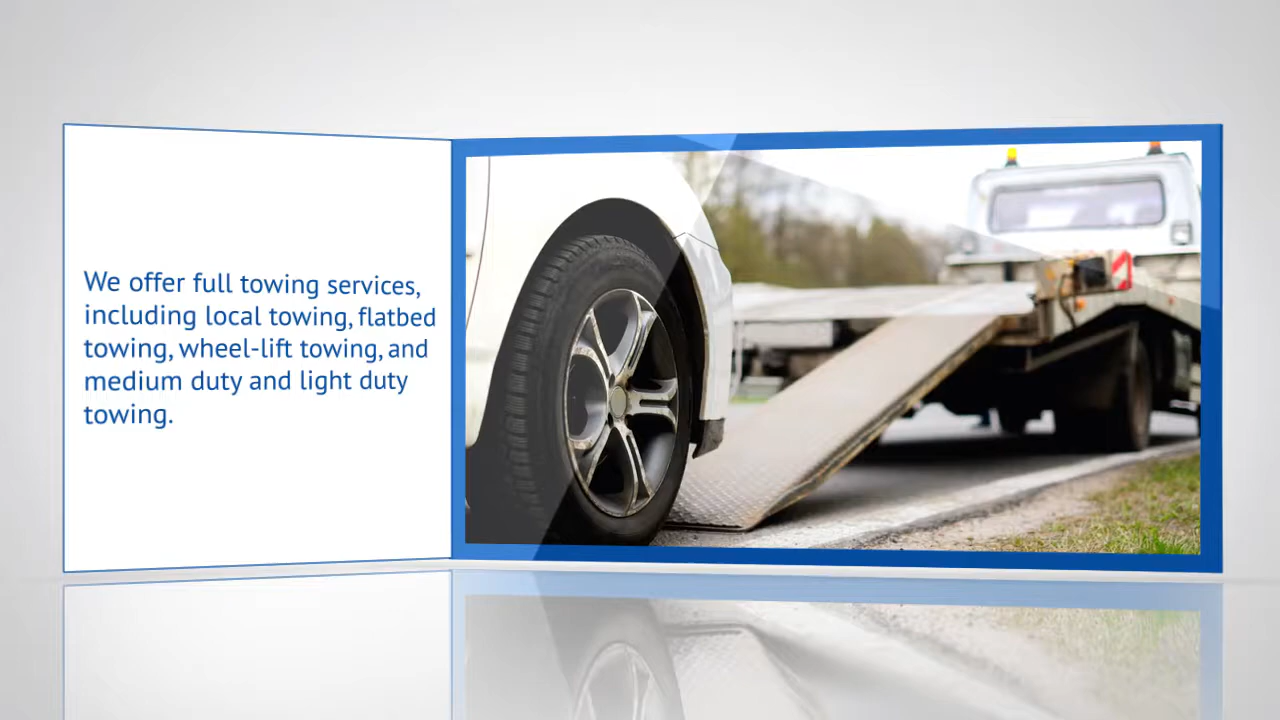 We offer full towing services,
including local towing, flatbed
towing, wheel-lift towing, and
medium duty and light duty
towing.